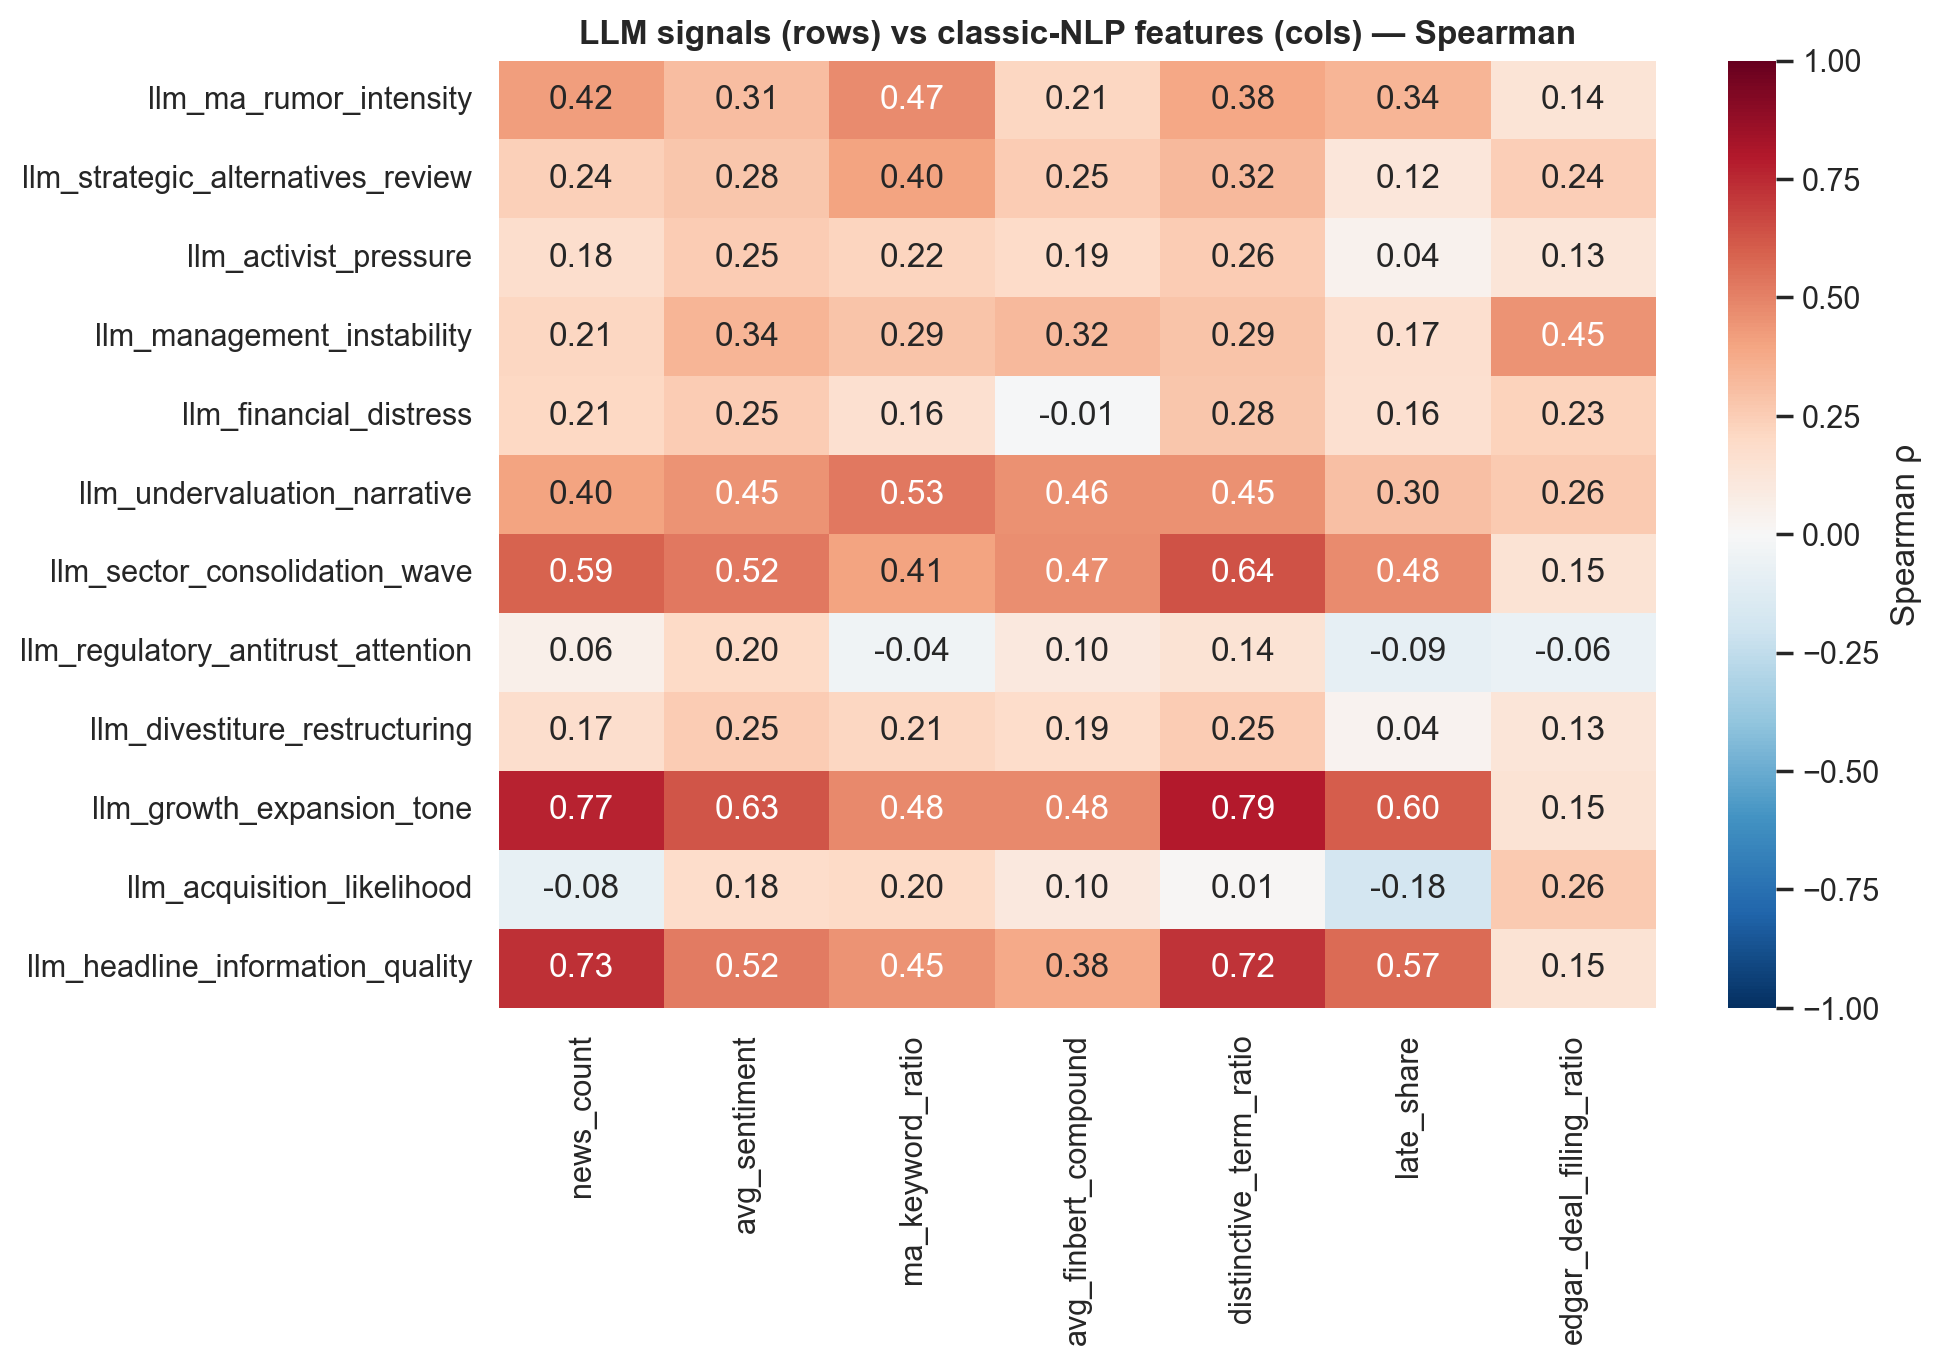 LLM signals (rows) vs classic-NLP features (cols) — Spearman
llm_ma_rumor_intensity 0.42 0.31 0.47 0.21 0.38 0.34 0.14
llm_strategic_alternatives_review 0.24 0.28 0.40 0.25 0.32 0.12 0.24
llm_activist_pressure 0.18 0.25 0.22 0.19 0.26 0.04 0.13
llm_management_instability 0.21 0.34 0.29 0.32 0.29 0.17 0.45
llm_financial_distress 0.21 0.25 0.16 -0.01 0.28 0.16 0.23
llm_undervaluation_narrative 0.40 0.45 0.53 0.46 0.45 0.30 0.26
llm_sector_consolidation_wave 0.59 0.52 0.41 0.47 0.64 0.48 0.15
llm_regulatory_antitrust_attention 0.06 0.20 -0.04 0.10 0.14 -0.09 -0.06
llm_divestiture_restructuring 0.17 0.25 0.21 0.19 0.25 0.04 0.13
llm_growth_expansion_tone 0.77 0.63 0.48 0.48 0.79 0.60 0.15
llm_acquisition_likelihood -0.08 0.18 0.20 0.10 0.01 -0.18 0.26
llm_headline_information_quality 0.73 0.52 0.45 0.38 0.72 0.57 0.15
news_count
avg_sentiment
ma_keyword_ratio
avg_finbert_compound
distinctive_term_ratio
late_share
edgar_deal_filing_ratio
1.00
0.75
0.50
0.25
0.00
−0.25
−0.50
−0.75
−1.00
Spearman ρ